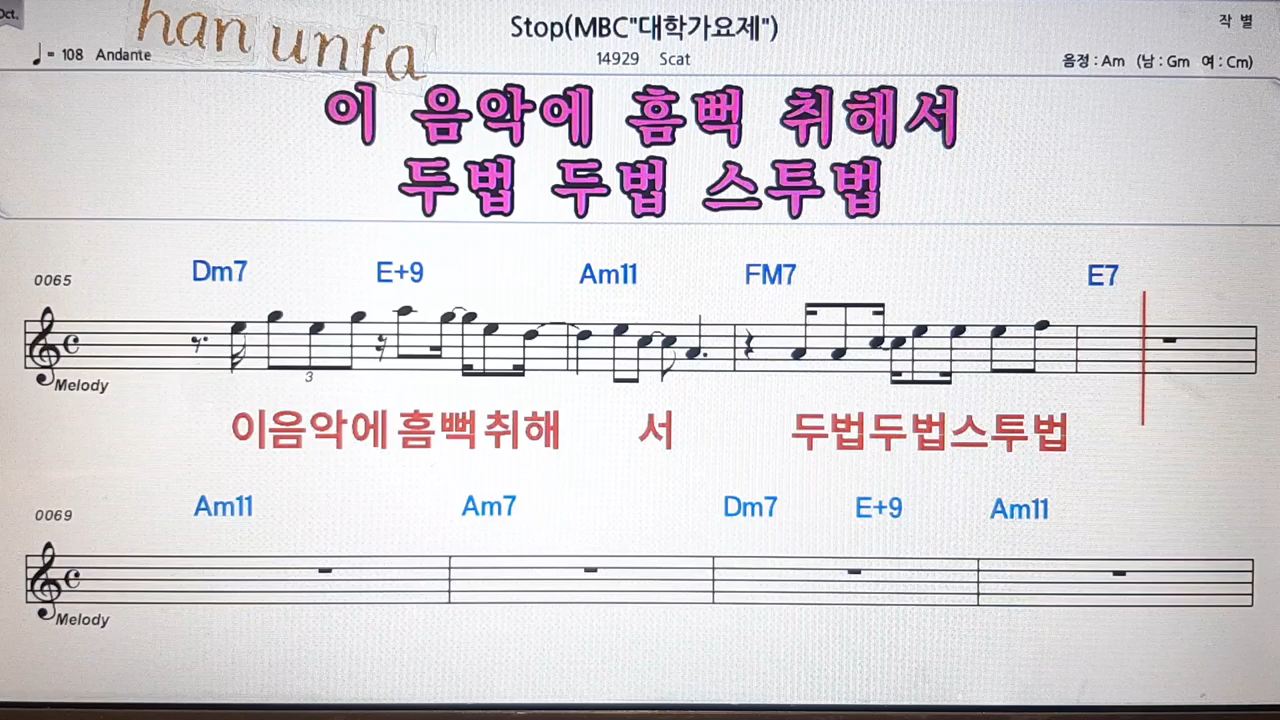 Oct.
han unfa
Stop(MBC"대학가요제")
작 별
♩= 108 Andante
14929 Scat
음정 : Am (남 : Gm 여 : Cm)
이 음악에 흠뻑 취해서
두법 두법 스투법
0065 Dm7 E+9 Am11 FM7 E7
3
Melody
이음악에 흠뻑취해 서 두법두법스투법
0069 Am11 Am7 Dm7 E+9 Am11
Melody